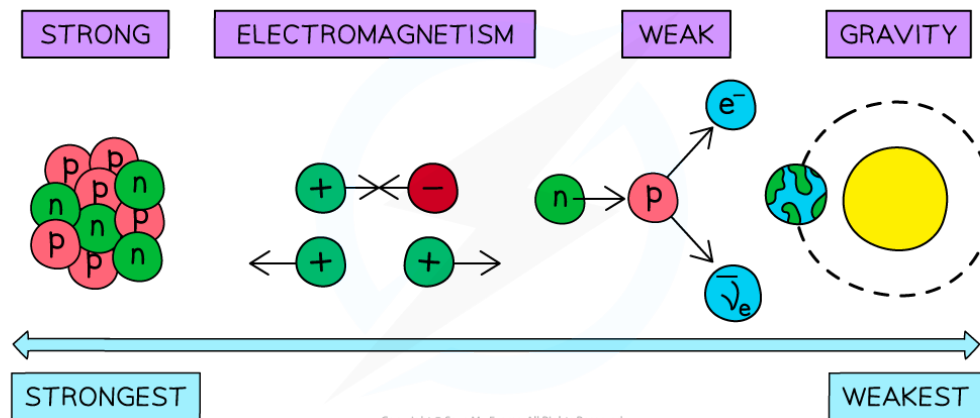 STRONG
ELECTROMAGNETISM
WEAK
GRAVITY
p p
p n
n n p
p p n
+ −
+ +
n p
e⁻
ν̅ₑ
STRONGEST
WEAKEST